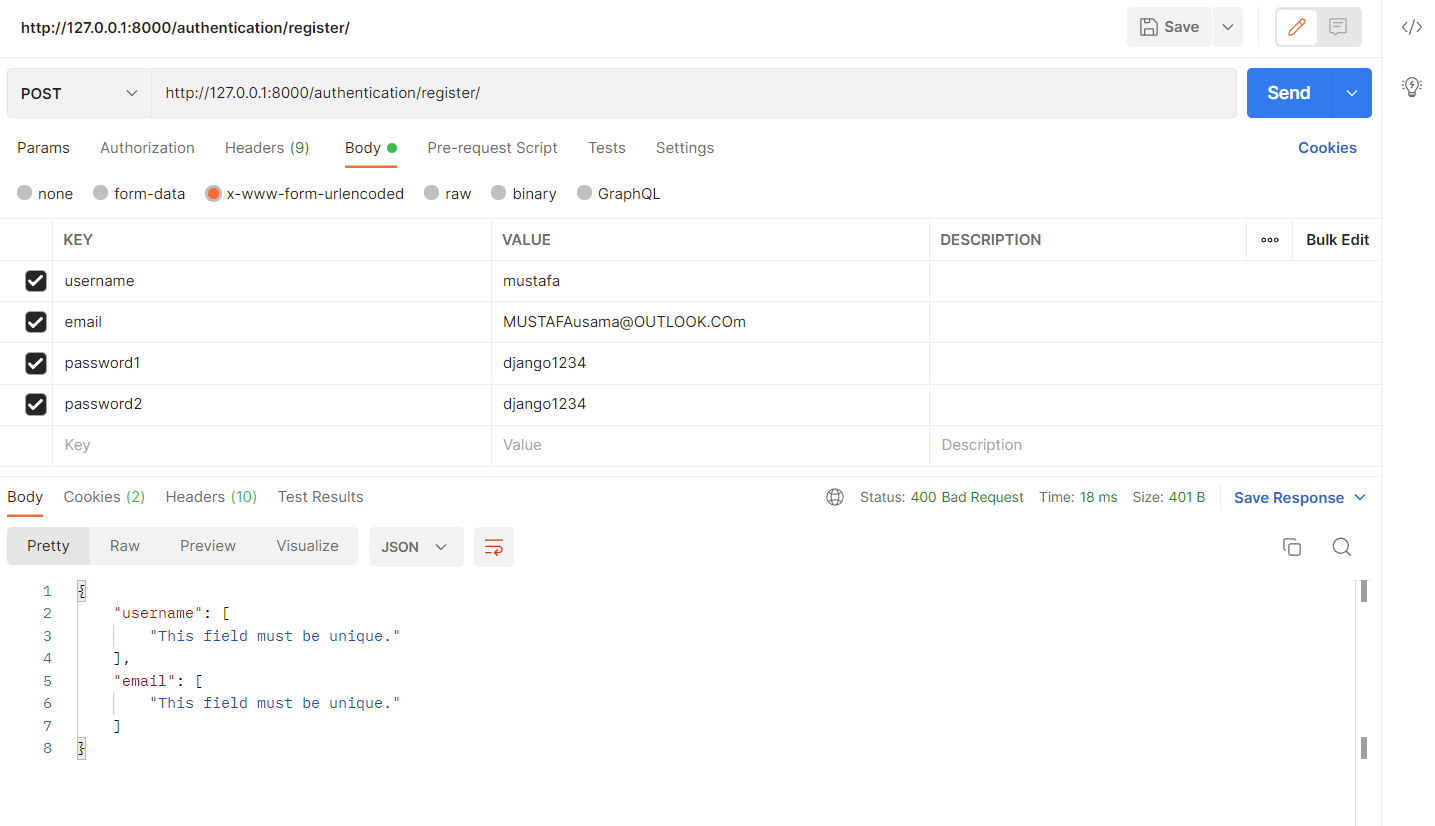 http://127.0.0.1:8000/authentication/register/ Save
POST http://127.0.0.1:8000/authentication/register/ Send
Params Authorization Headers (9) Body Pre-request Script Tests Settings Cookies
none form-data x-www-form-urlencoded raw binary GraphQL
KEY VALUE DESCRIPTION Bulk Edit
username mustafa
email MUSTAFAusama@OUTLOOK.COm
password1 django1234
password2 django1234
Key Value Description
Body Cookies (2) Headers (10) Test Results Status: 400 Bad Request Time: 18 ms Size: 401 B Save Response
Pretty Raw Preview Visualize JSON
1 {
2 "username": [
3 "This field must be unique."
4 ],
5 "email": [
6 "This field must be unique."
7 ]
8 }